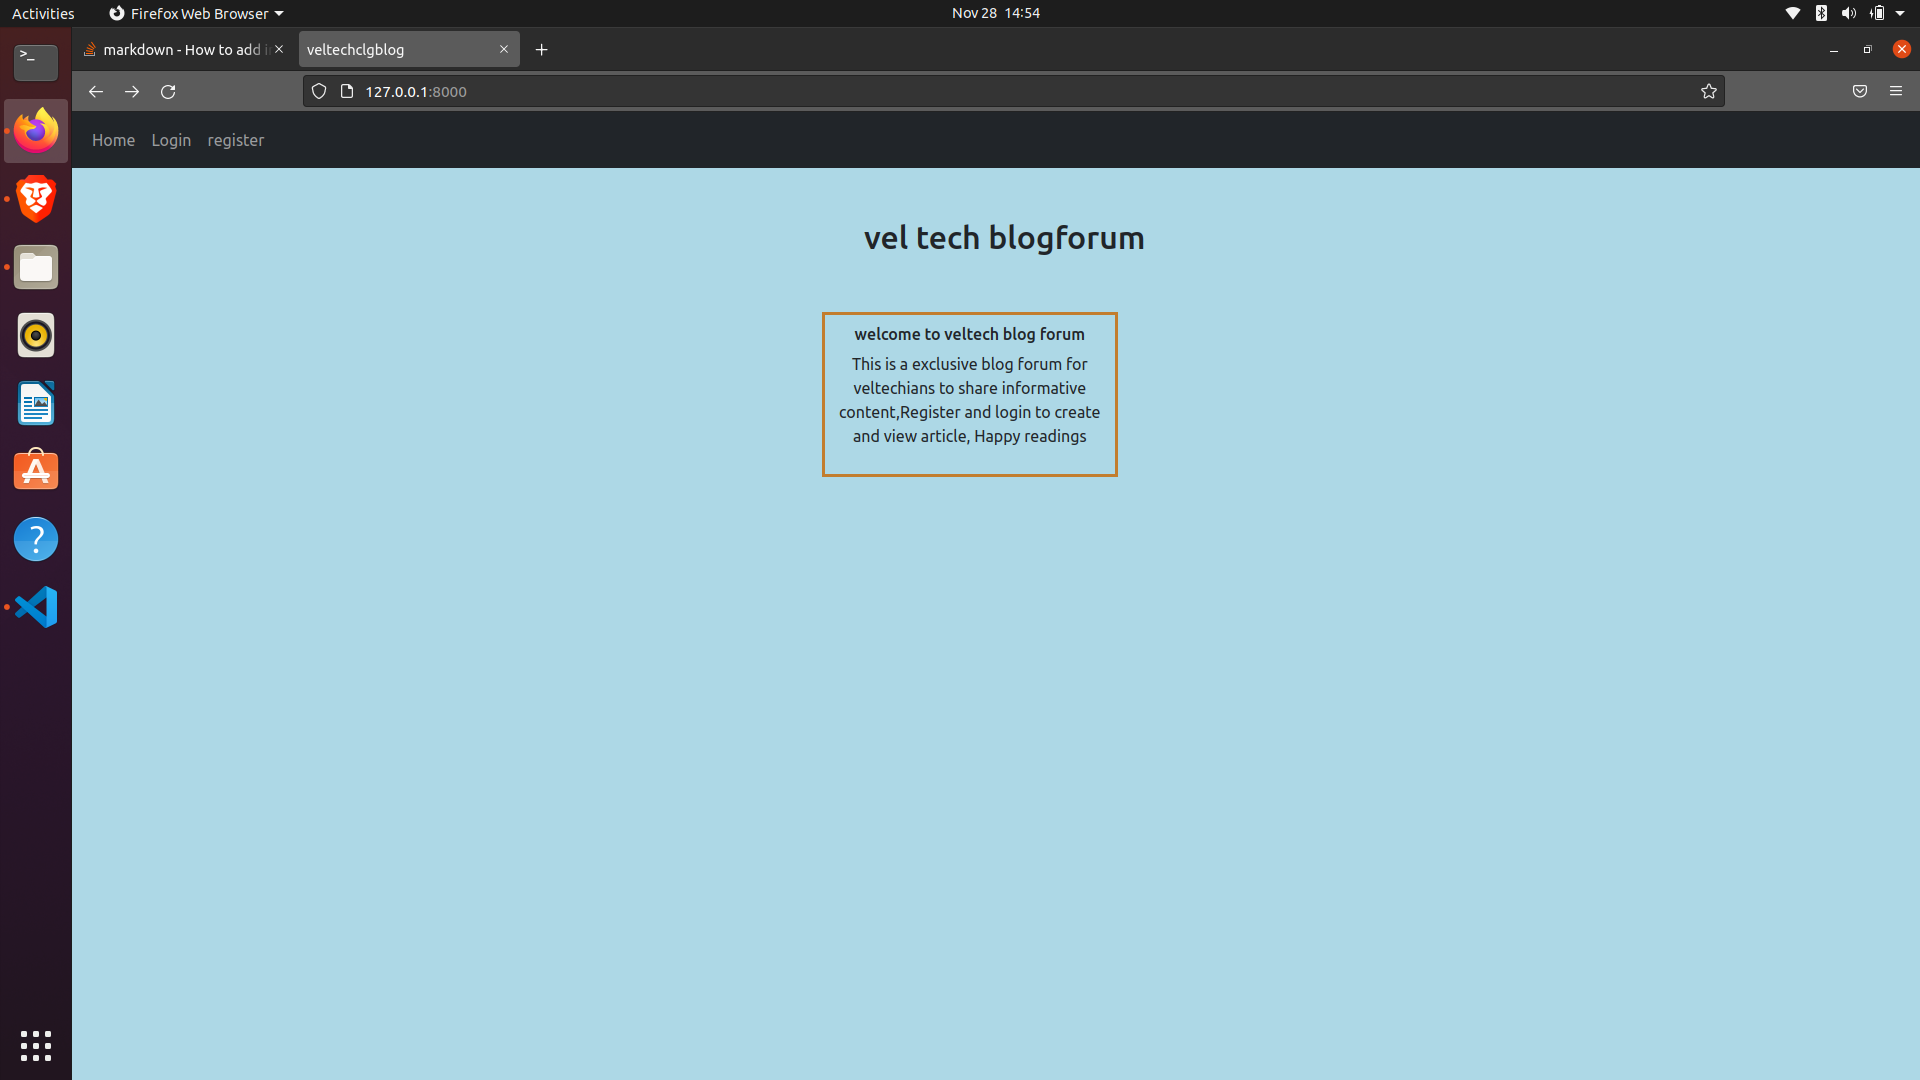 Activities
Firefox Web Browser
Nov 28 14:54
markdown - How to add i
veltechclgblog
127.0.0.1:8000
Home Login register
vel tech blogforum
welcome to veltech blog forum
This is a exclusive blog forum for
veltechians to share informative
content,Register and login to create
and view article, Happy readings